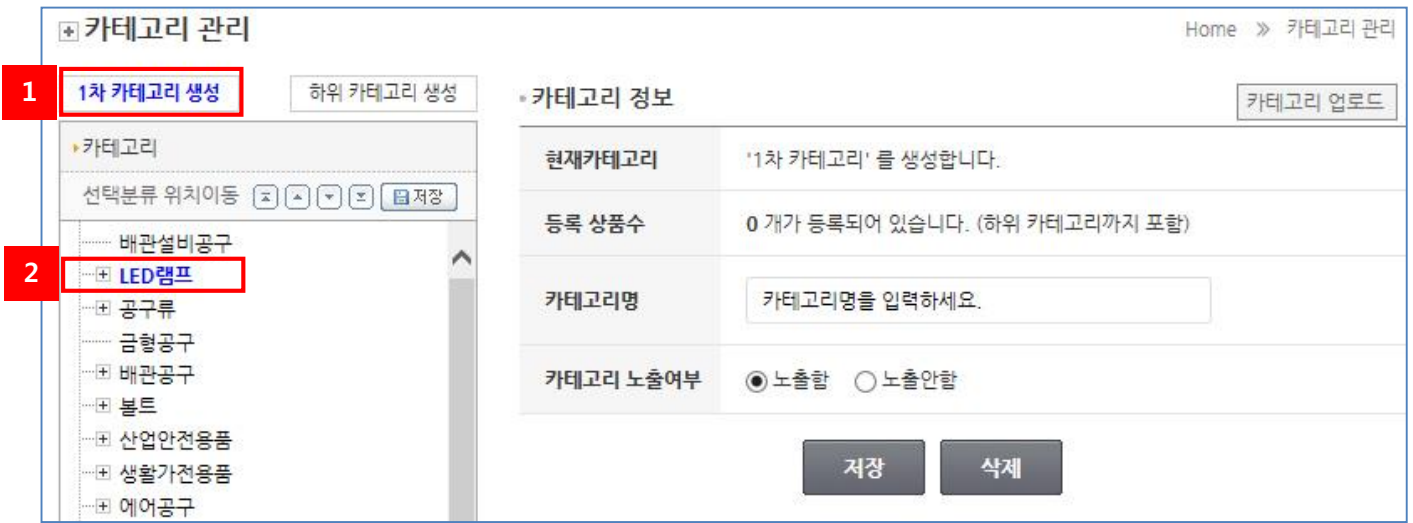 카테고리 관리
Home » 카테고리 관리
1
1차 카테고리 생성
하위 카테고리 생성
카테고리
선택분류 위치이동 저장
배관설비공구
2
LED램프
공구류
금형공구
배관공구
볼트
산업안전용품
생활가전용품
에어공구
카테고리 정보
카테고리 업로드
현재카테고리 '1차 카테고리' 를 생성합니다.
등록 상품수 0 개가 등록되어 있습니다. (하위 카테고리까지 포함)
카테고리명 카테고리명을 입력하세요.
카테고리 노출여부 노출함 노출안함
저장 삭제